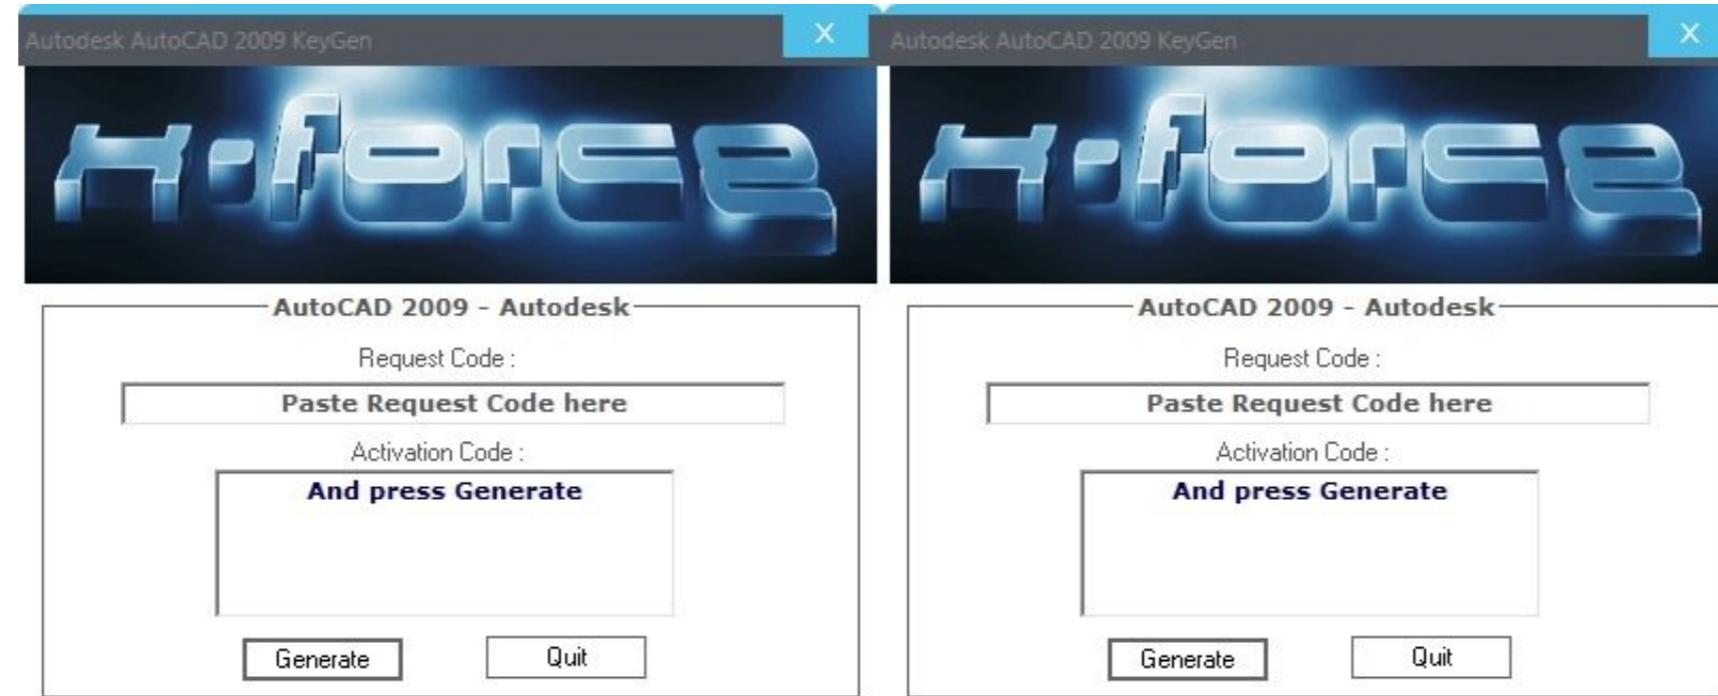 Autodesk AutoCAD 2009 KeyGen
X
x-force
AutoCAD 2009 - Autodesk
Request Code :
Paste Request Code here
Activation Code :
And press Generate
Generate
Quit
Autodesk AutoCAD 2009 KeyGen
X
x-force
AutoCAD 2009 - Autodesk
Request Code :
Paste Request Code here
Activation Code :
And press Generate
Generate
Quit